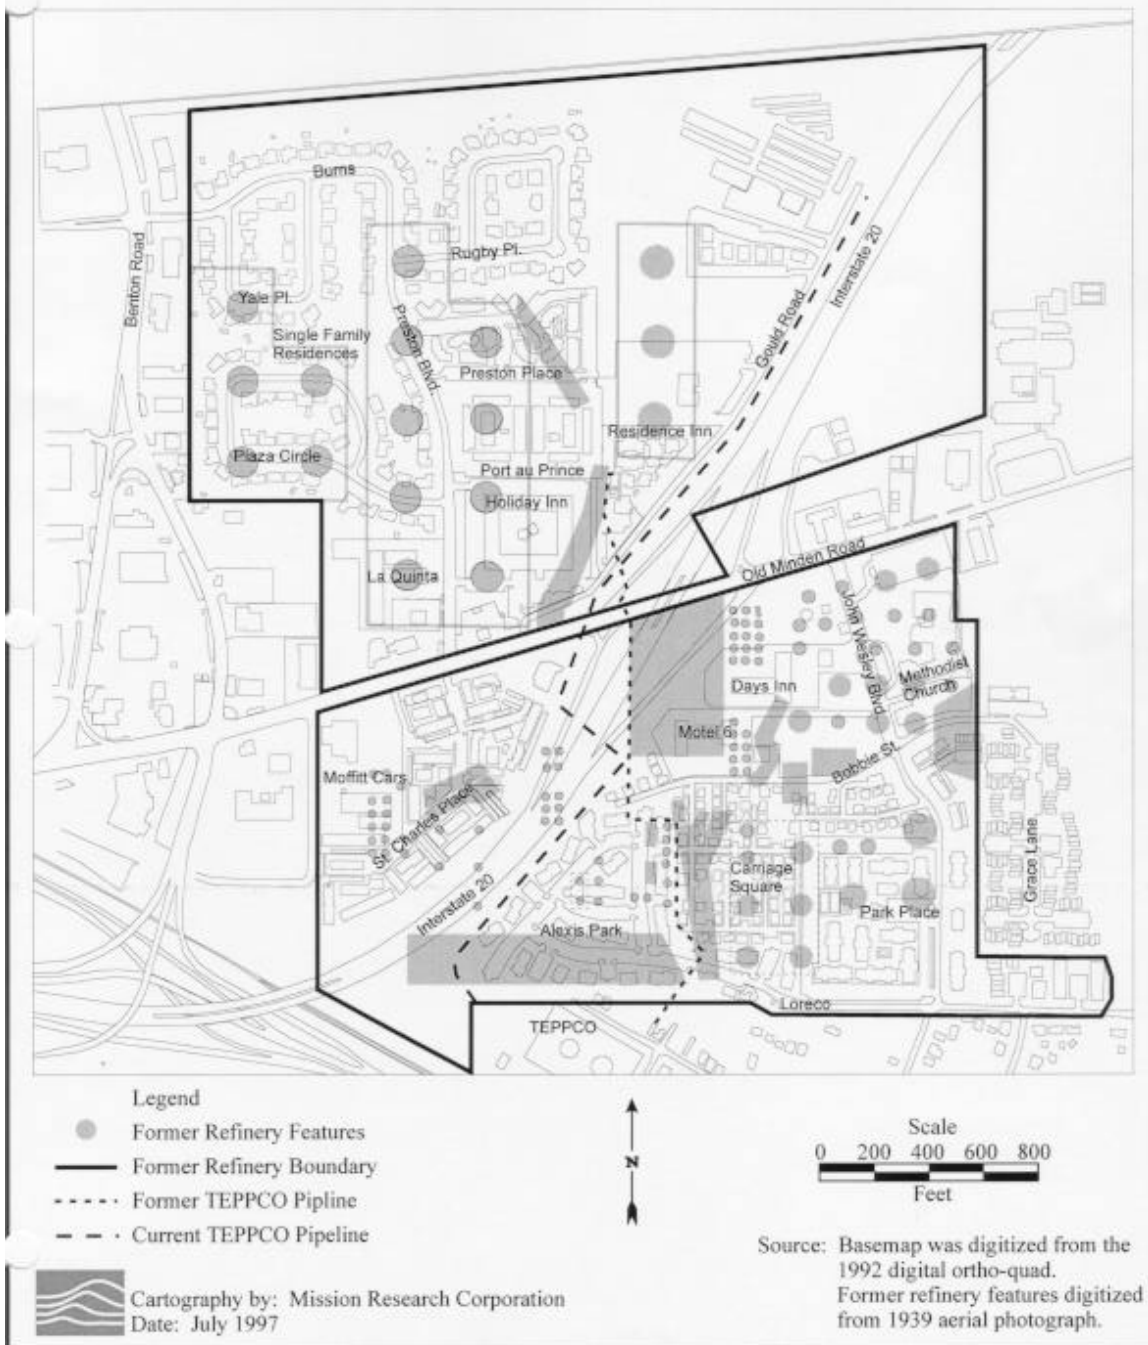 Burns
Benton Road
Rugby Pl.
Interstate 20
Yale Pl.
Gould Road
Single Family
Residences
Preston Blvd.
Preston Place
Residence Inn
Plaza Circle
Port au Prince
Holiday Inn
La Quinta
Old Minden Road
John Wesley Blvd.
Methodist
Church
Days Inn
Motel 6
Moffitt Cars
Bobbie St.
St. Charles Place
Grace Lane
Carriage
Square
Interstate 20
Park Place
Alexis Park
Loreco
TEPPCO
Legend
Former Refinery Features
Former Refinery Boundary
Former TEPPCO Pipline
Current TEPPCO Pipeline
N
Scale
0 200 400 600 800
Feet
Cartography by: Mission Research Corporation
Date: July 1997
Source: Basemap was digitized from the
1992 digital ortho-quad.
Former refinery features digitized
from 1939 aerial photograph.